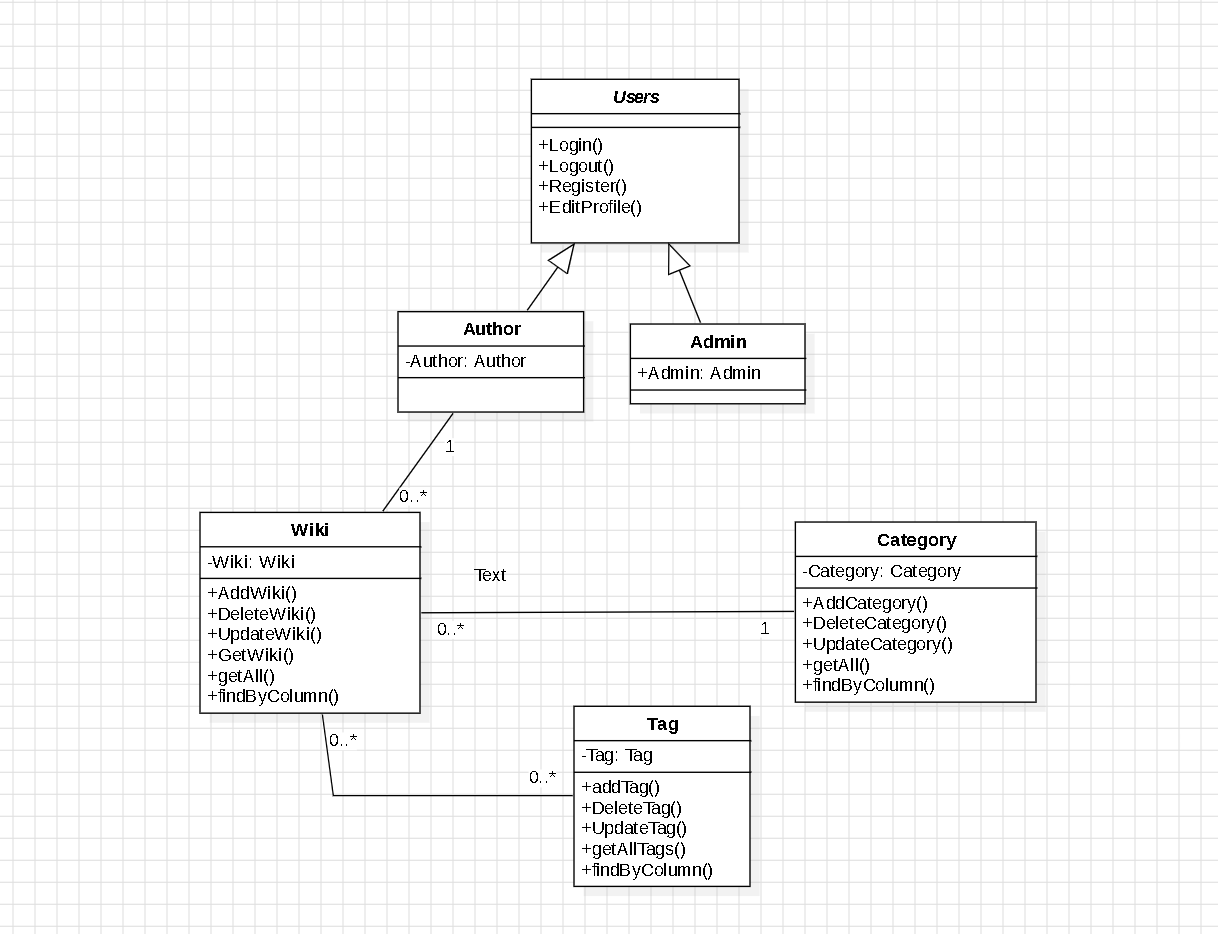 Users
+Login()
+Logout()
+Register()
+EditProfile()
Author
-Author: Author
Admin
+Admin: Admin
1
0..*
Wiki
-Wiki: Wiki
+AddWiki()
+DeleteWiki()
+UpdateWiki()
+GetWiki()
+getAll()
+findByColumn()
Text
0..*
1
Category
-Category: Category
+AddCategory()
+DeleteCategory()
+UpdateCategory()
+getAll()
+findByColumn()
0..*
0..*
Tag
-Tag: Tag
+addTag()
+DeleteTag()
+UpdateTag()
+getAllTags()
+findByColumn()